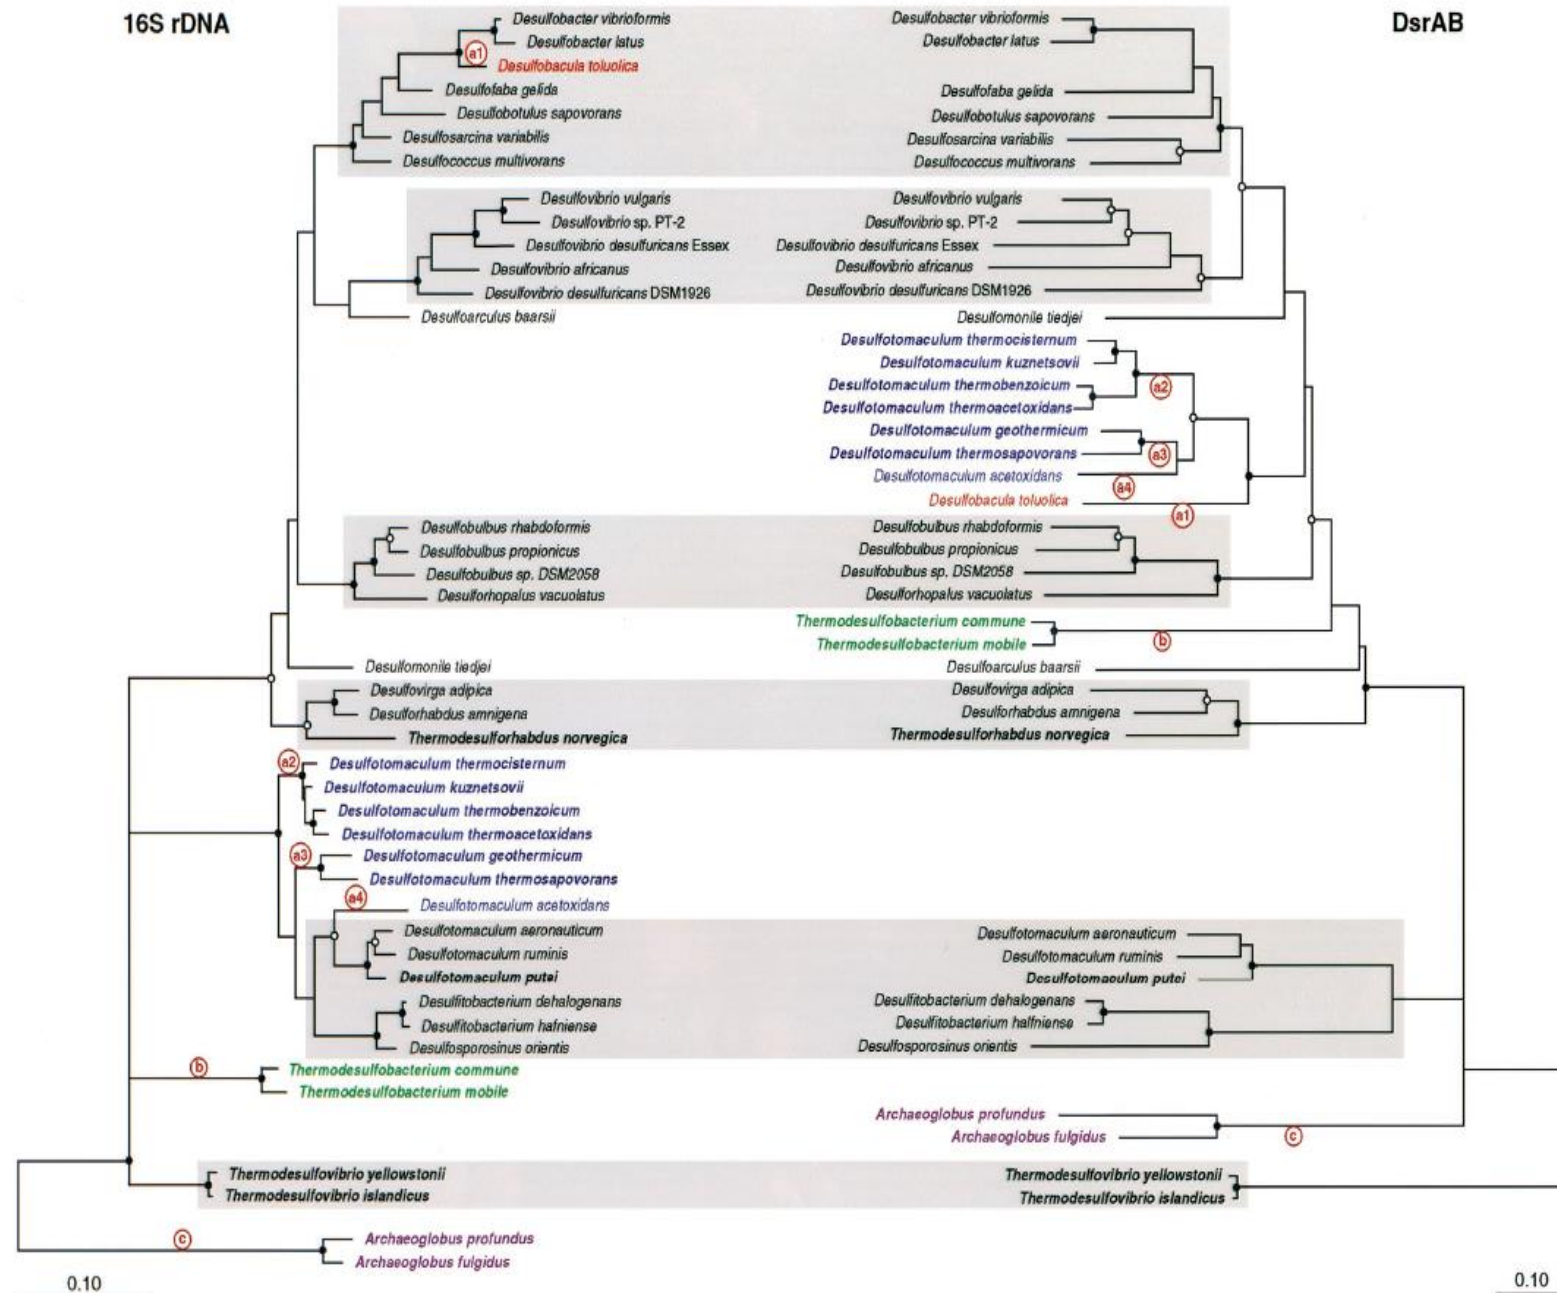 16S rDNA
DsrAB
Desulfobacter vibrioformis
Desulfobacter latus
a1
Desulfobacula toluolica
Desulfofaba gelida
Desulfobotulus sapovorans
Desulfosarcina variabilis
Desulfococcus multivorans
Desulfovibrio vulgaris
Desulfovibrio sp. PT-2
Desulfovibrio desulfuricans Essex
Desulfovibrio africanus
Desulfovibrio desulfuricans DSM1926
Desulfoarculus baarsii
Desulfobulbus rhabdoformis
Desulfobulbus propionicus
Desulfobulbus sp. DSM2058
Desulforhopalus vacuolatus
Desulfomonile tiedjei
Desulfovirga adipica
Desulforhabdus amnigena
Thermodesulforhabdus norvegica
a2
Desulfotomaculum thermocisternum
Desulfotomaculum kuznetsovii
Desulfotomaculum thermobenzoicum
Desulfotomaculum thermoacetoxidans
a3
Desulfotomaculum geothermicum
Desulfotomaculum thermosapovorans
a4
Desulfotomaculum acetoxidans
Desulfotomaculum aeronauticum
Desulfotomaculum ruminis
Desulfotomaculum putei
Desulfitobacterium dehalogenans
Desulfitobacterium hafniense
Desulfosporosinus orientis
b
Thermodesulfobacterium commune
Thermodesulfobacterium mobile
Thermodesulfovibrio yellowstonii
Thermodesulfovibrio islandicus
c
Archaeoglobus profundus
Archaeoglobus fulgidus
0.10
Desulfobacter vibrioformis
Desulfobacter latus
Desulfofaba gelida
Desulfobotulus sapovorans
Desulfosarcina variabilis
Desulfococcus multivorans
Desulfovibrio vulgaris
Desulfovibrio sp. PT-2
Desulfovibrio desulfuricans Essex
Desulfovibrio africanus
Desulfovibrio desulfuricans DSM1926
Desulfomonile tiedjei
Desulfotomaculum thermocisternum
Desulfotomaculum kuznetsovii
Desulfotomaculum thermobenzoicum
a2
Desulfotomaculum thermoacetoxidans
Desulfotomaculum geothermicum
Desulfotomaculum thermosapovorans
a3
Desulfotomaculum acetoxidans
a4
Desulfobacula toluolica
a1
Desulfobulbus rhabdoformis
Desulfobulbus propionicus
Desulfobulbus sp. DSM2058
Desulforhopalus vacuolatus
Thermodesulfobacterium commune
Thermodesulfobacterium mobile
b
Desulfoarculus baarsii
Desulfovirga adipica
Desulforhabdus amnigena
Thermodesulforhabdus norvegica
Desulfotomaculum aeronauticum
Desulfotomaculum ruminis
Desulfotomaculum putei
Desulfitobacterium dehalogenans
Desulfitobacterium halfniense
Desulfosporosinus orientis
Archaeoglobus profundus
Archaeoglobus fulgidus
c
Thermodesulfovibrio yellowstonii
Thermodesulfovibrio islandicus
0.10